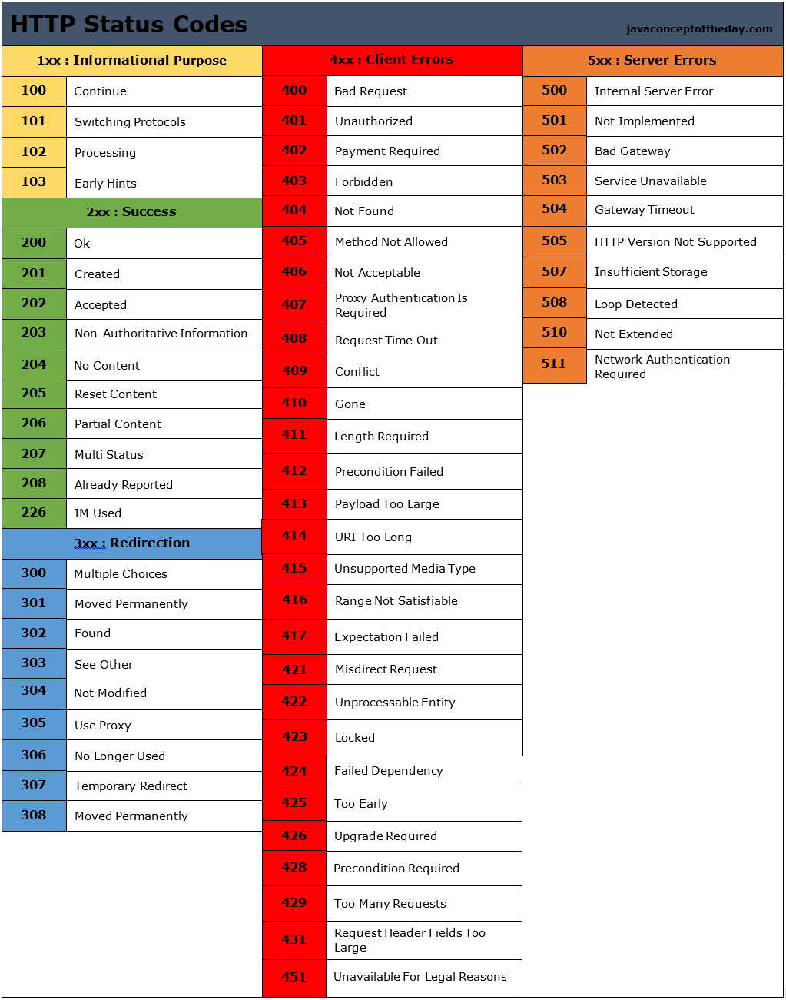 HTTP Status Codes
javaconceptoftheday.com
1xx : Informational Purpose
100 Continue
101 Switching Protocols
102 Processing
103 Early Hints
2xx : Success
200 Ok
201 Created
202 Accepted
203 Non-Authoritative Information
204 No Content
205 Reset Content
206 Partial Content
207 Multi Status
208 Already Reported
226 IM Used
3xx : Redirection
300 Multiple Choices
301 Moved Permanently
302 Found
303 See Other
304 Not Modified
305 Use Proxy
306 No Longer Used
307 Temporary Redirect
308 Moved Permanently
4xx : Client Errors
400 Bad Request
401 Unauthorized
402 Payment Required
403 Forbidden
404 Not Found
405 Method Not Allowed
406 Not Acceptable
407 Proxy Authentication Is
Required
408 Request Time Out
409 Conflict
410 Gone
411 Length Required
412 Precondition Failed
413 Payload Too Large
414 URI Too Long
415 Unsupported Media Type
416 Range Not Satisfiable
417 Expectation Failed
421 Misdirect Request
422 Unprocessable Entity
423 Locked
424 Failed Dependency
425 Too Early
426 Upgrade Required
428 Precondition Required
429 Too Many Requests
431 Request Header Fields Too
Large
451 Unavailable For Legal Reasons
5xx : Server Errors
500 Internal Server Error
501 Not Implemented
502 Bad Gateway
503 Service Unavailable
504 Gateway Timeout
505 HTTP Version Not Supported
507 Insufficient Storage
508 Loop Detected
510 Not Extended
511 Network Authentication
Required